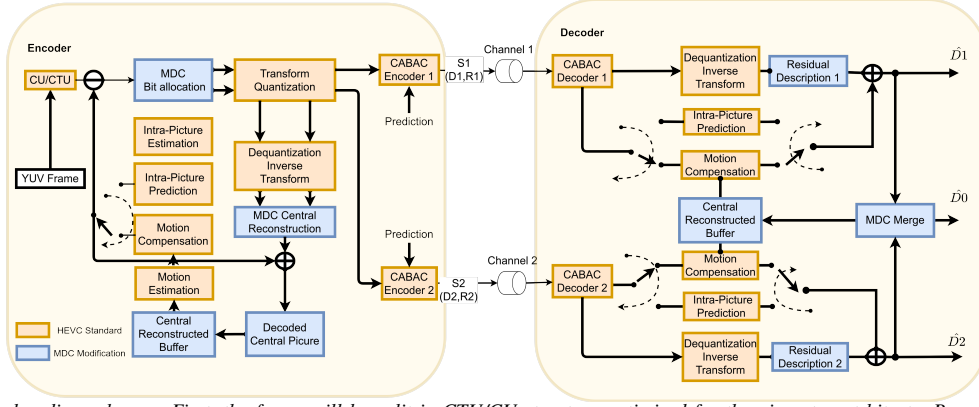 Encoder
CU/CTU
YUV Frame
MDC
Bit allocation
Transform
Quantization
CABAC
Encoder 1
Prediction
Intra-Picture
Estimation
Intra-Picture
Prediction
Motion
Compensation
Motion
Estimation
Central
Reconstructed
Buffer
Dequantization
Inverse
Transform
MDC Central
Reconstruction
Decoded
Central Picure
Prediction
CABAC
Encoder 2
HEVC Standard
MDC Modification
S1
(D1,R1)
Channel 1
S2
(D2,R2)
Channel 2
Decoder
CABAC
Decoder 1
Dequantization
Inverse
Transform
Residual
Description 1
Intra-Picture
Prediction
Motion
Compensation
Central
Reconstructed
Buffer
MDC Merge
Motion
Compensation
CABAC
Decoder 2
Intra-Picture
Prediction
Dequantization
Inverse
Transform
Residual
Description 2
D̂1
D̂0
D̂2